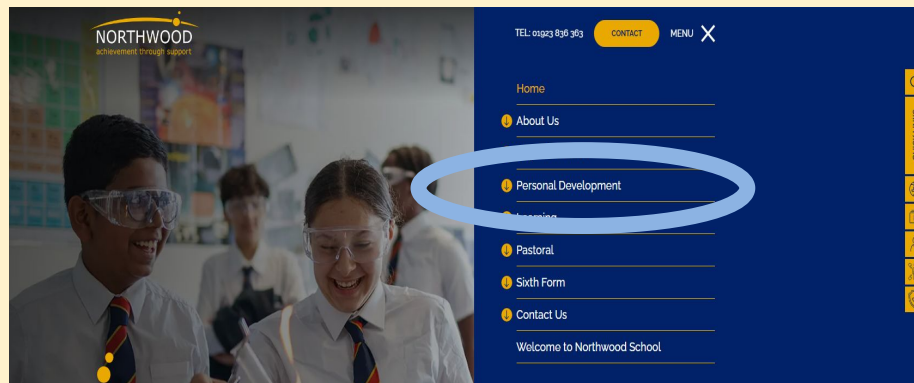 NORTHWOOD
achievement through support
TEL: 01923 836 363
CONTACT
MENU
Home
About Us
Personal Development
Learning
Pastoral
Sixth Form
Contact Us
Welcome to Northwood School